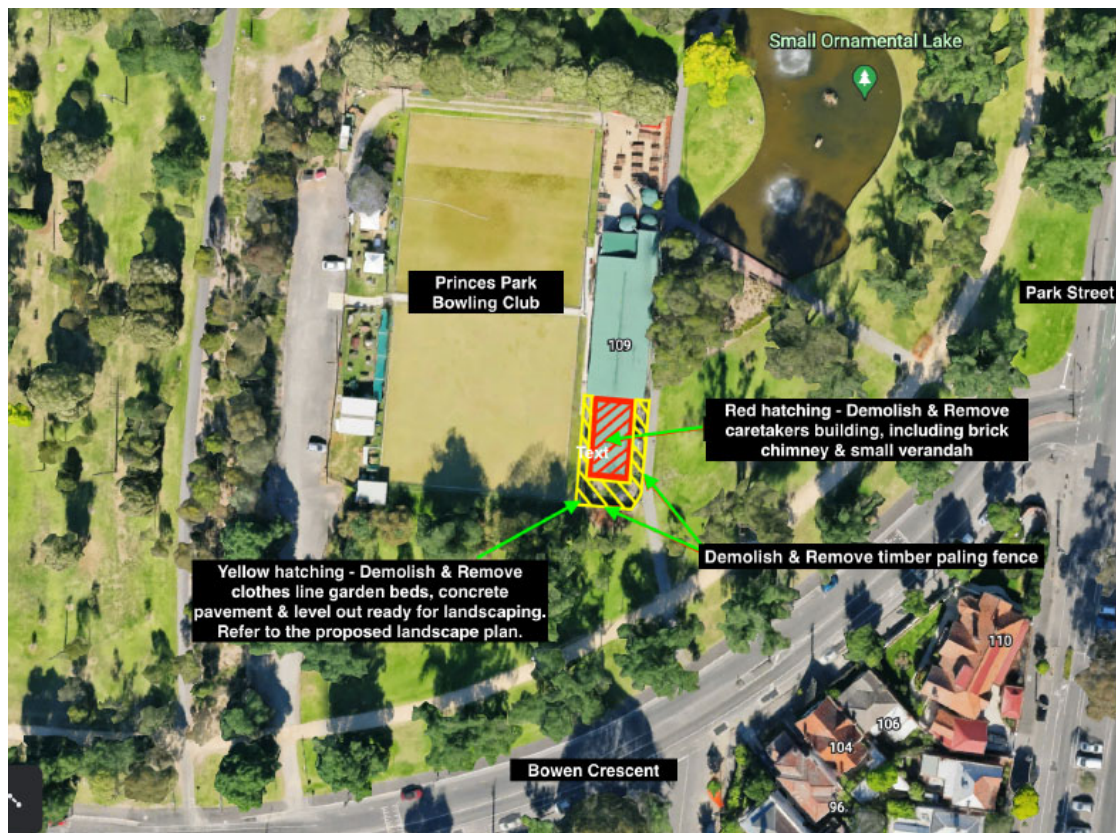 Small Ornamental Lake
Princes Park
Bowling Club
Park Street
109
Red hatching - Demolish & Remove
caretakers building, including brick
chimney & small verandah
Text
Demolish & Remove timber paling fence
Yellow hatching - Demolish & Remove
clothes line garden beds, concrete
pavement & level out ready for landscaping.
Refer to the proposed landscape plan.
110
106
104
Bowen Crescent
96